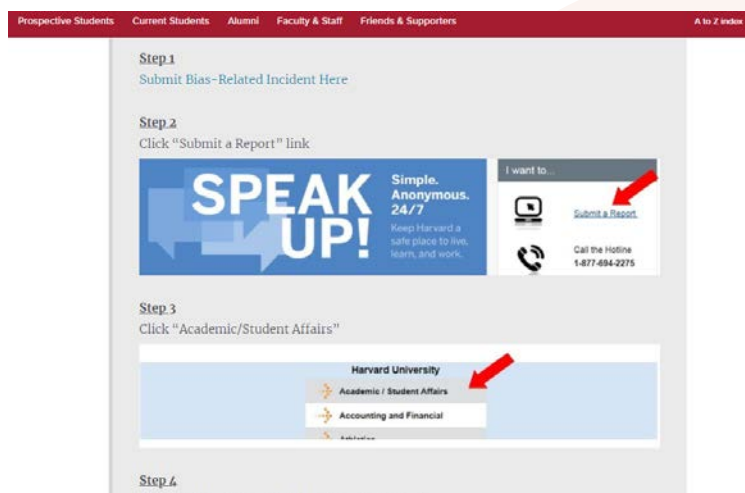 Prospective Students Current Students Alumni Faculty & Staff Friends & Supporters A to Z index
Step 1
Submit Bias-Related Incident Here
Step 2
Click “Submit a Report” link
SPEAK UP!
Simple.
Anonymous.
24/7
Keep Harvard a
safe place to live,
learn, and work.
I want to...
Submit a Report
Call the Hotline
1-877-694-2275
Step 3
Click “Academic/Student Affairs”
Harvard University
Academic / Student Affairs
Accounting and Financial
Athletics
Step 4